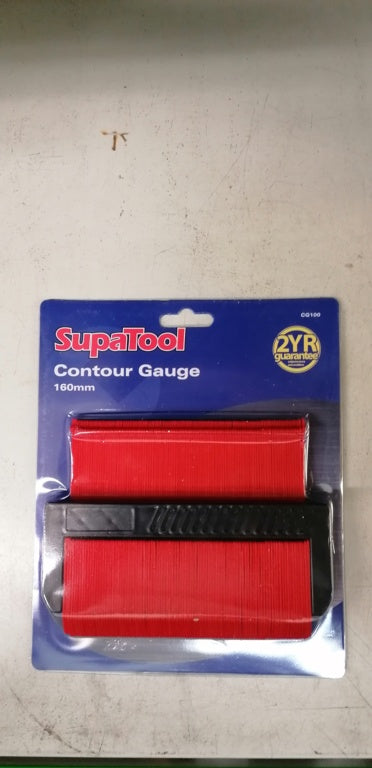 CG100
SupaTool
2YR
guarantee
Contour Gauge
160mm